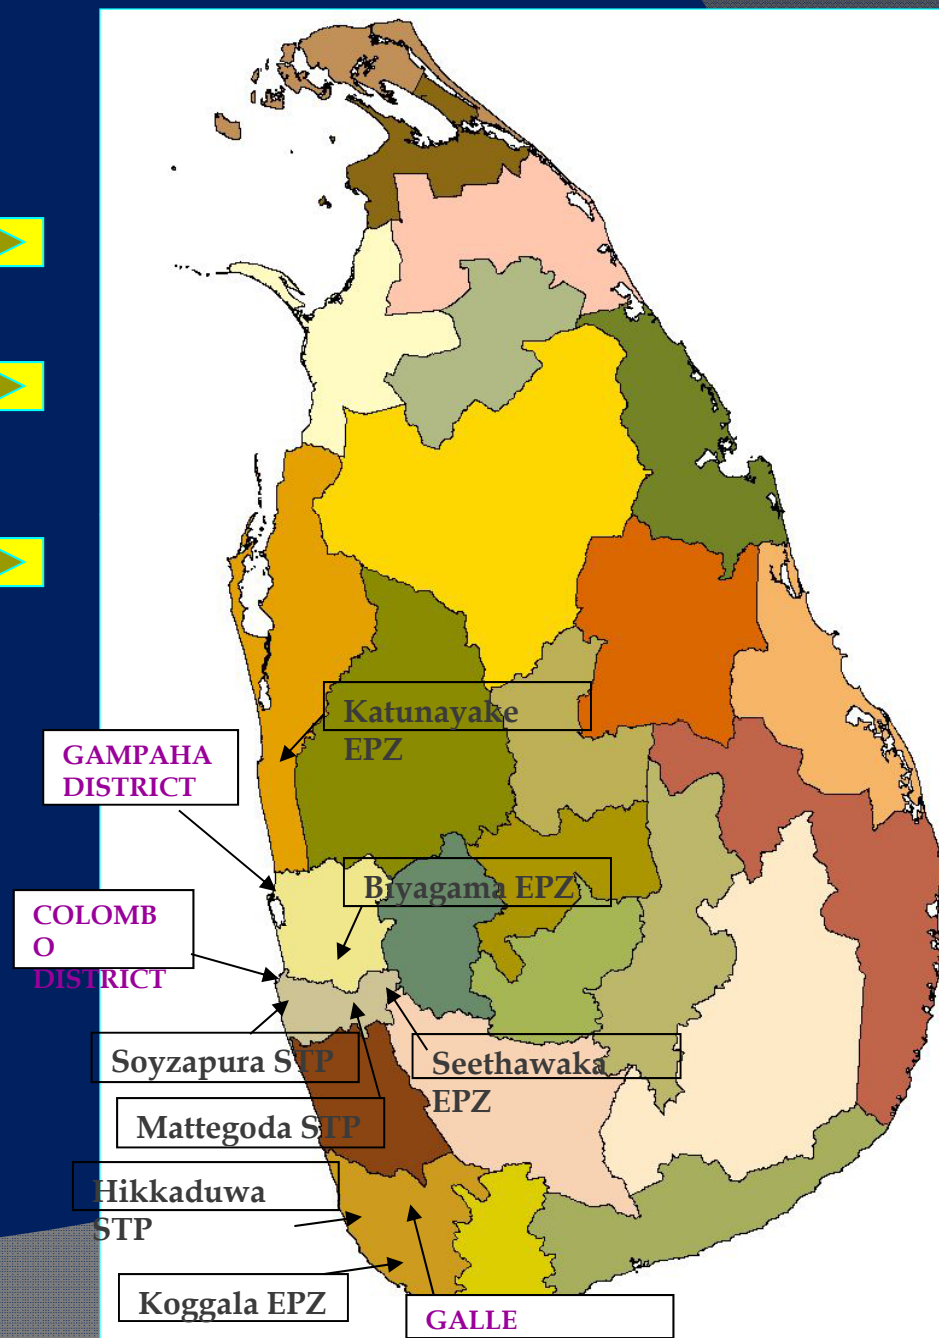 Katunayake
EPZ
GAMPAHA
DISTRICT
Biyagama EPZ
COLOMB
O
DISTRICT
Soyzapura STP
Seethawaka
EPZ
Mattegoda STP
Hikkaduwa
STP
Koggala EPZ
GALLE